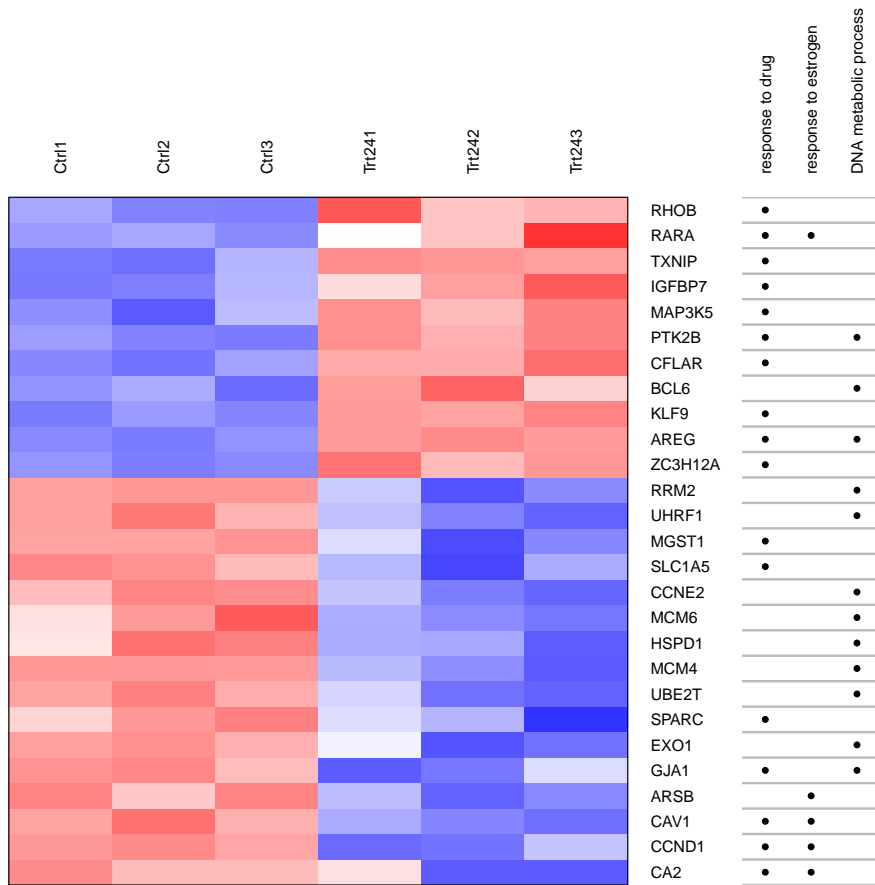 Ctrl1
Ctrl2
Ctrl3
Trt241
Trt242
Trt243
response to drug
response to estrogen
DNA metabolic process
RHOB
RARA
TXNIP
IGFBP7
MAP3K5
PTK2B
CFLAR
BCL6
KLF9
AREG
ZC3H12A
RRM2
UHRF1
MGST1
SLC1A5
CCNE2
MCM6
HSPD1
MCM4
UBE2T
SPARC
EXO1
GJA1
ARSB
CAV1
CCND1
CA2